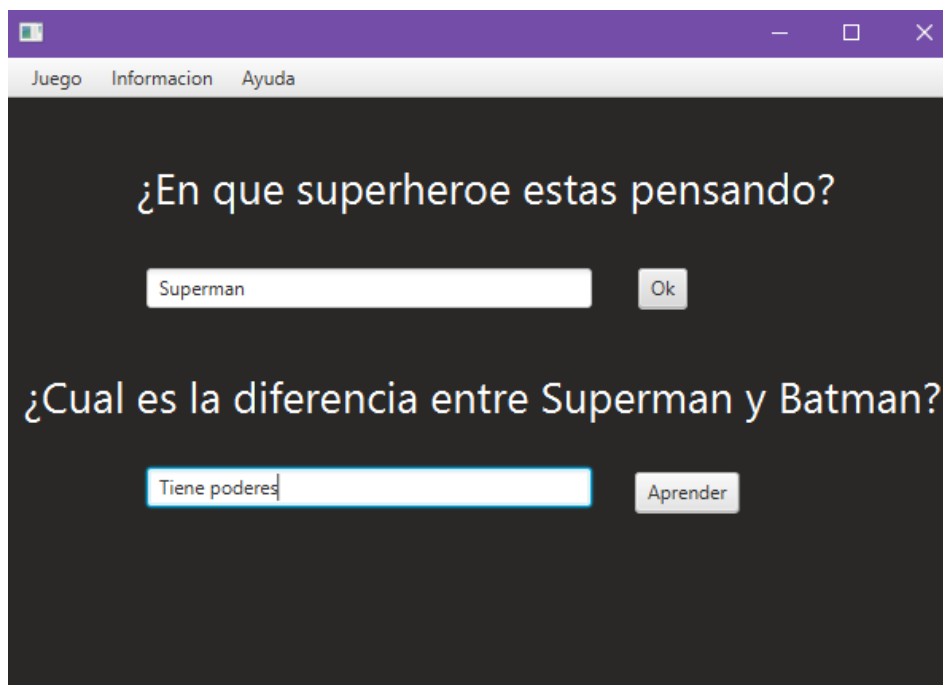 Juego Informacion Ayuda
¿En que superheroe estas pensando?
Superman Ok
¿Cual es la diferencia entre Superman y Batman?
Tiene poderes Aprender